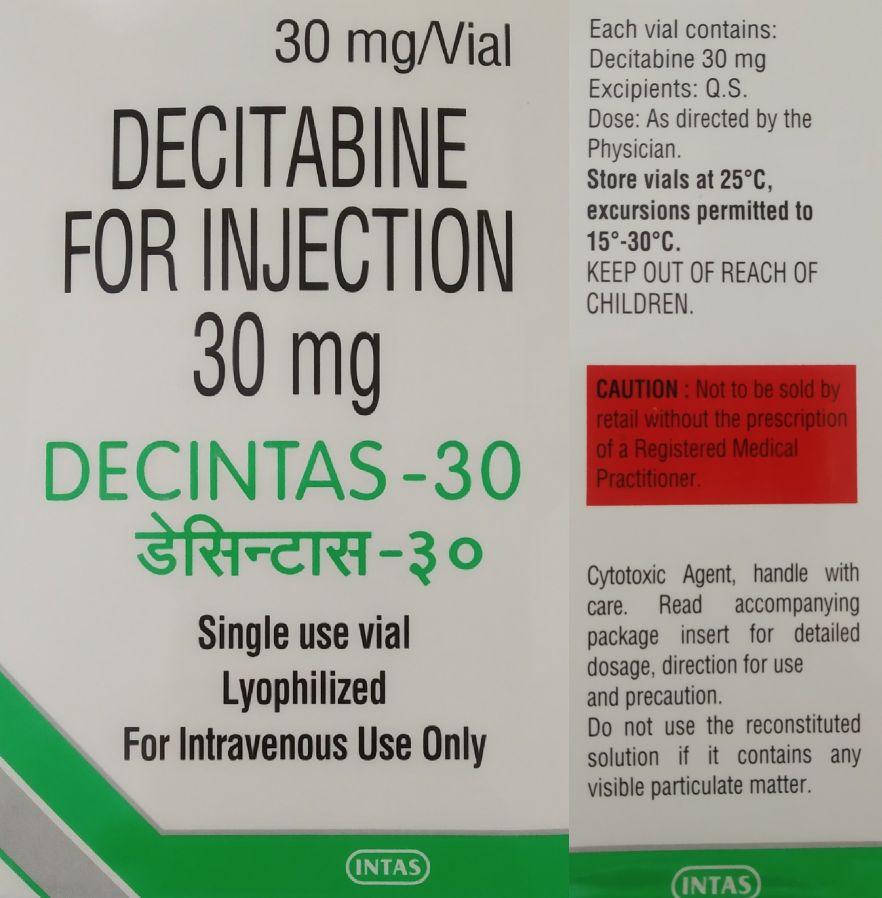 30 mg/Vial
DECITABINE
FOR INJECTION
30 mg
DECINTAS -30
डेसिन्टास -३०
Single use vial
Lyophilized
For Intravenous Use Only
INTAS
Each vial contains:
Decitabine 30 mg
Excipients: Q.S.
Dose: As directed by the
Physician.
Store vials at 25°C,
excursions permitted to
15°-30°C.
KEEP OUT OF REACH OF
CHILDREN.
CAUTION : Not to be sold by
retail without the prescription
of a Registered Medical
Practitioner.
Cytotoxic Agent, handle with
care. Read accompanying
package insert for detailed
dosage, direction for use
and precaution.
Do not use the reconstituted
solution if it contains any
visible particulate matter.
INTAS